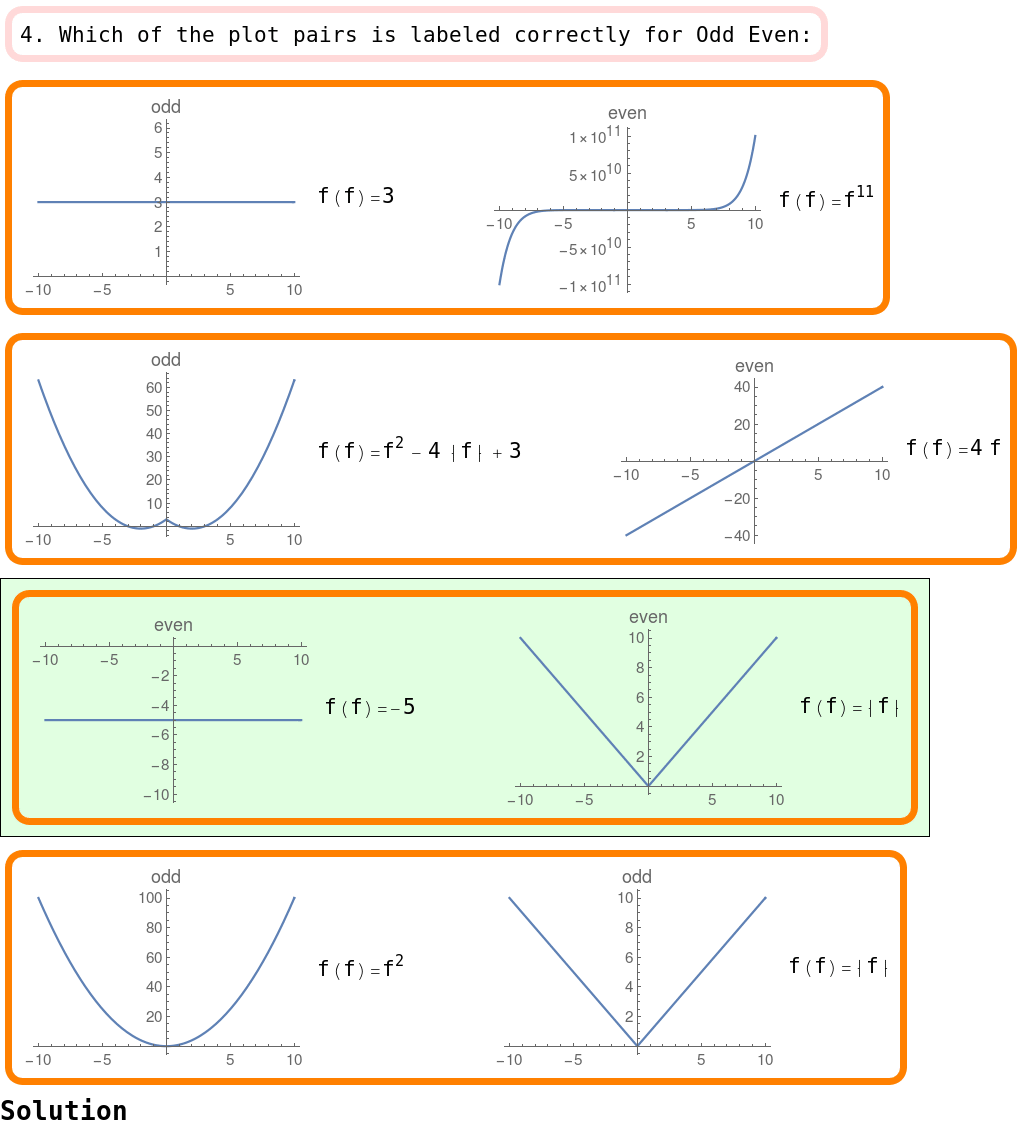 4. Which of the plot pairs is labeled correctly for Odd Even:
odd
6
5
4
3
2
1
-10 -5 5 10
f(f)=3
even
1×10^11
5×10^10
-10 -5 5 10
-5×10^10
-1×10^11
f(f)=f^11
odd
60
50
40
30
20
10
-10 -5 5 10
f(f)=f^2 - 4 |f| + 3
even
40
20
-10 -5 5 10
-20
-40
f(f)=4 f
even
-10 -5 5 10
-2
-4
-6
-8
-10
f(f)=-5
even
10
8
6
4
2
-10 -5 5 10
f(f)=|f|
odd
100
80
60
40
20
-10 -5 5 10
f(f)=f^2
odd
10
8
6
4
2
-10 -5 5 10
f(f)=|f|
Solution